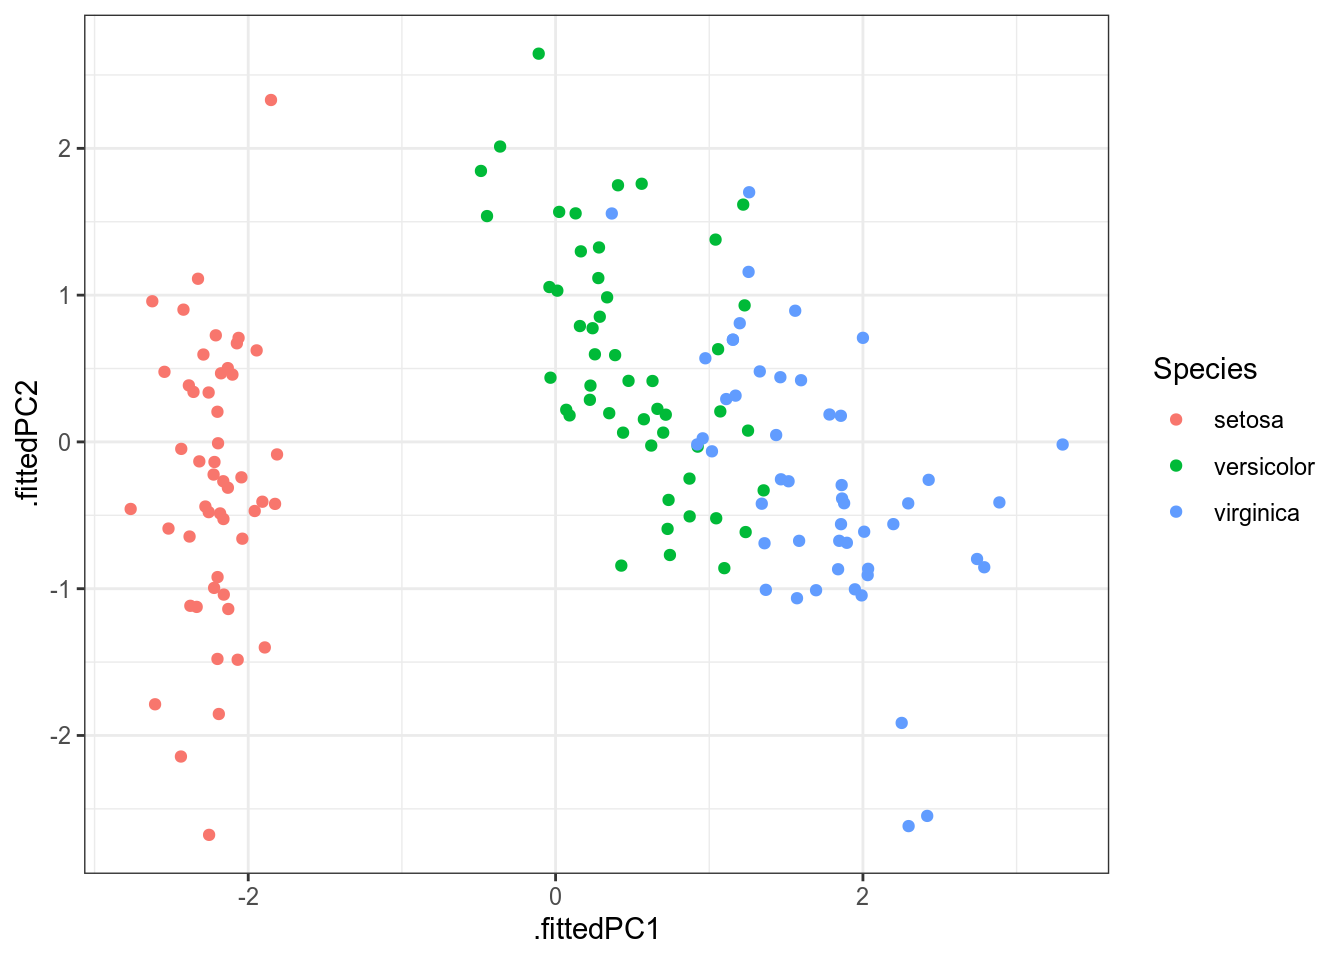 2
1
0
-1
-2
.fittedPC2
-2
0
2
.fittedPC1
Species
setosa
versicolor
virginica